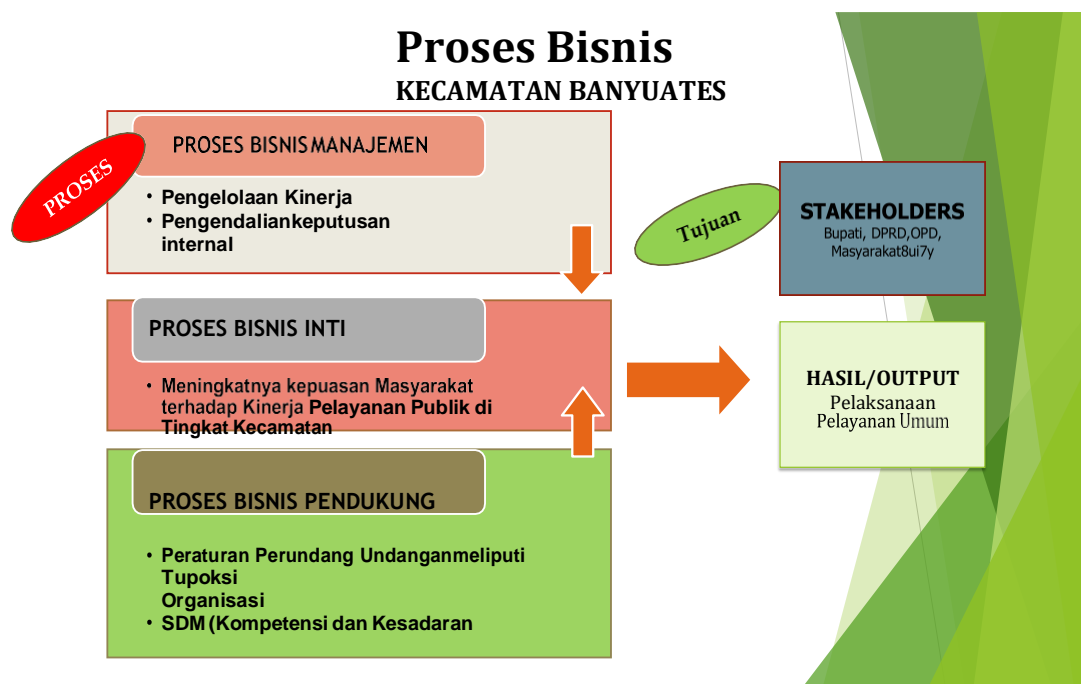 Proses Bisnis
KECAMATAN BANYUATES
PROSES
PROSES BISNIS MANAJEMEN
• Pengelolaan Kinerja
• Pengendaliankeputusan
internal
PROSES BISNIS INTI
• Meningkatnya kepuasan Masyarakat
terhadap Kinerja Pelayanan Publik di
Tingkat Kecamatan
PROSES BISNIS PENDUKUNG
• Peraturan Perundang Undanganmeliputi
Tupoksi
Organisasi
• SDM (Kompetensi dan Kesadaran
Tujuan
STAKEHOLDERS
Bupati, DPRD,OPD,
Masyarakat8ui7y
HASIL/OUTPUT
Pelaksanaan
Pelayanan Umum